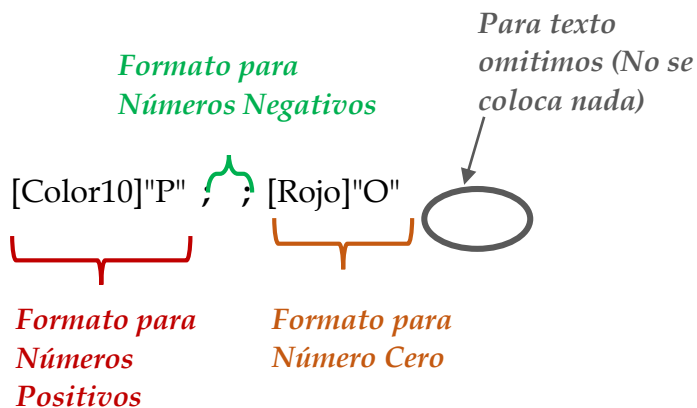 Para texto
omitimos (No se
coloca nada)
Formato para
Números Negativos
[Color10]"P" ; ; [Rojo]"O"
Formato para
Números
Positivos
Formato para
Número Cero